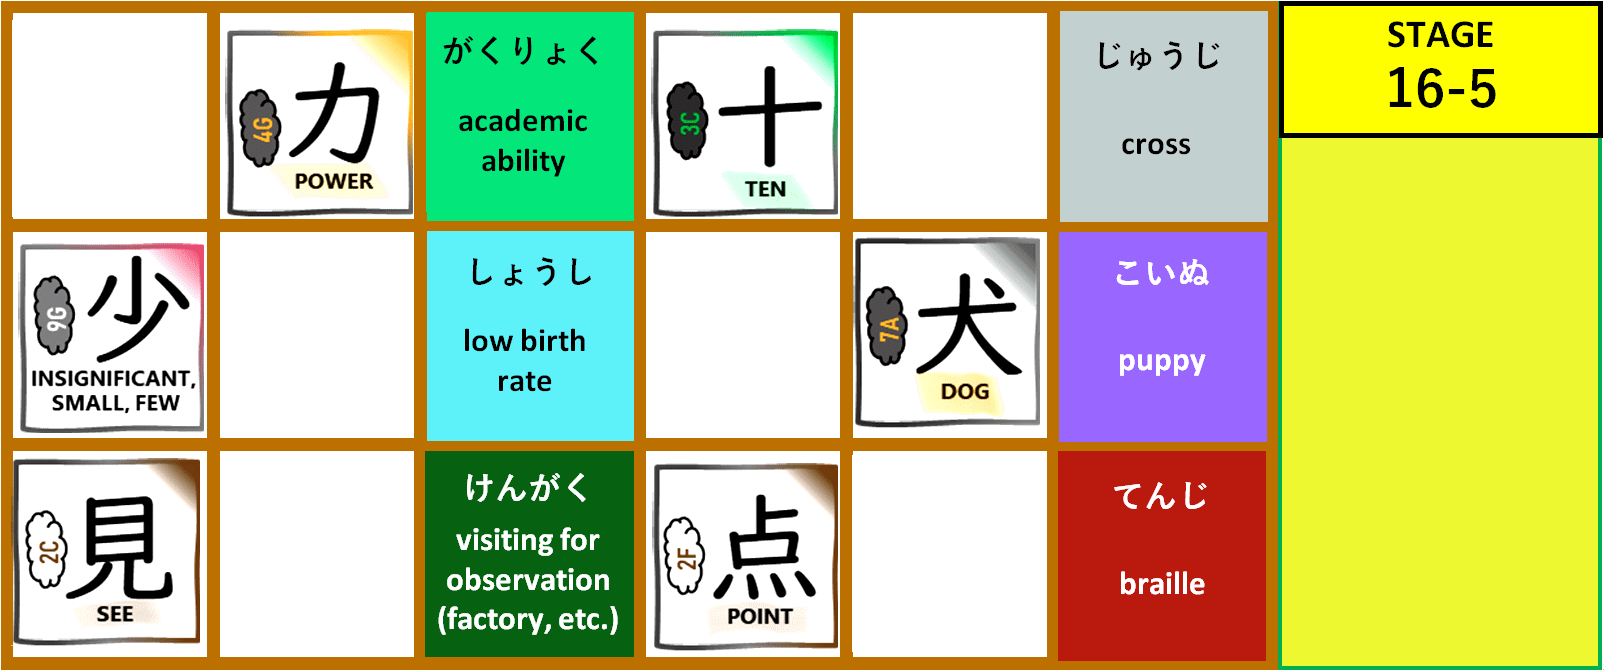 4G
力
POWER
がくりょく
academic
ability
3C
十
TEN
じゅうじ
cross
STAGE
16-5
9G
少
INSIGNIFICANT,
SMALL, FEW
しょうし
low birth
rate
7A
犬
DOG
こいぬ
puppy
2C
見
SEE
けんがく
visiting for
observation
(factory, etc.)
2F
点
POINT
てんじ
braille